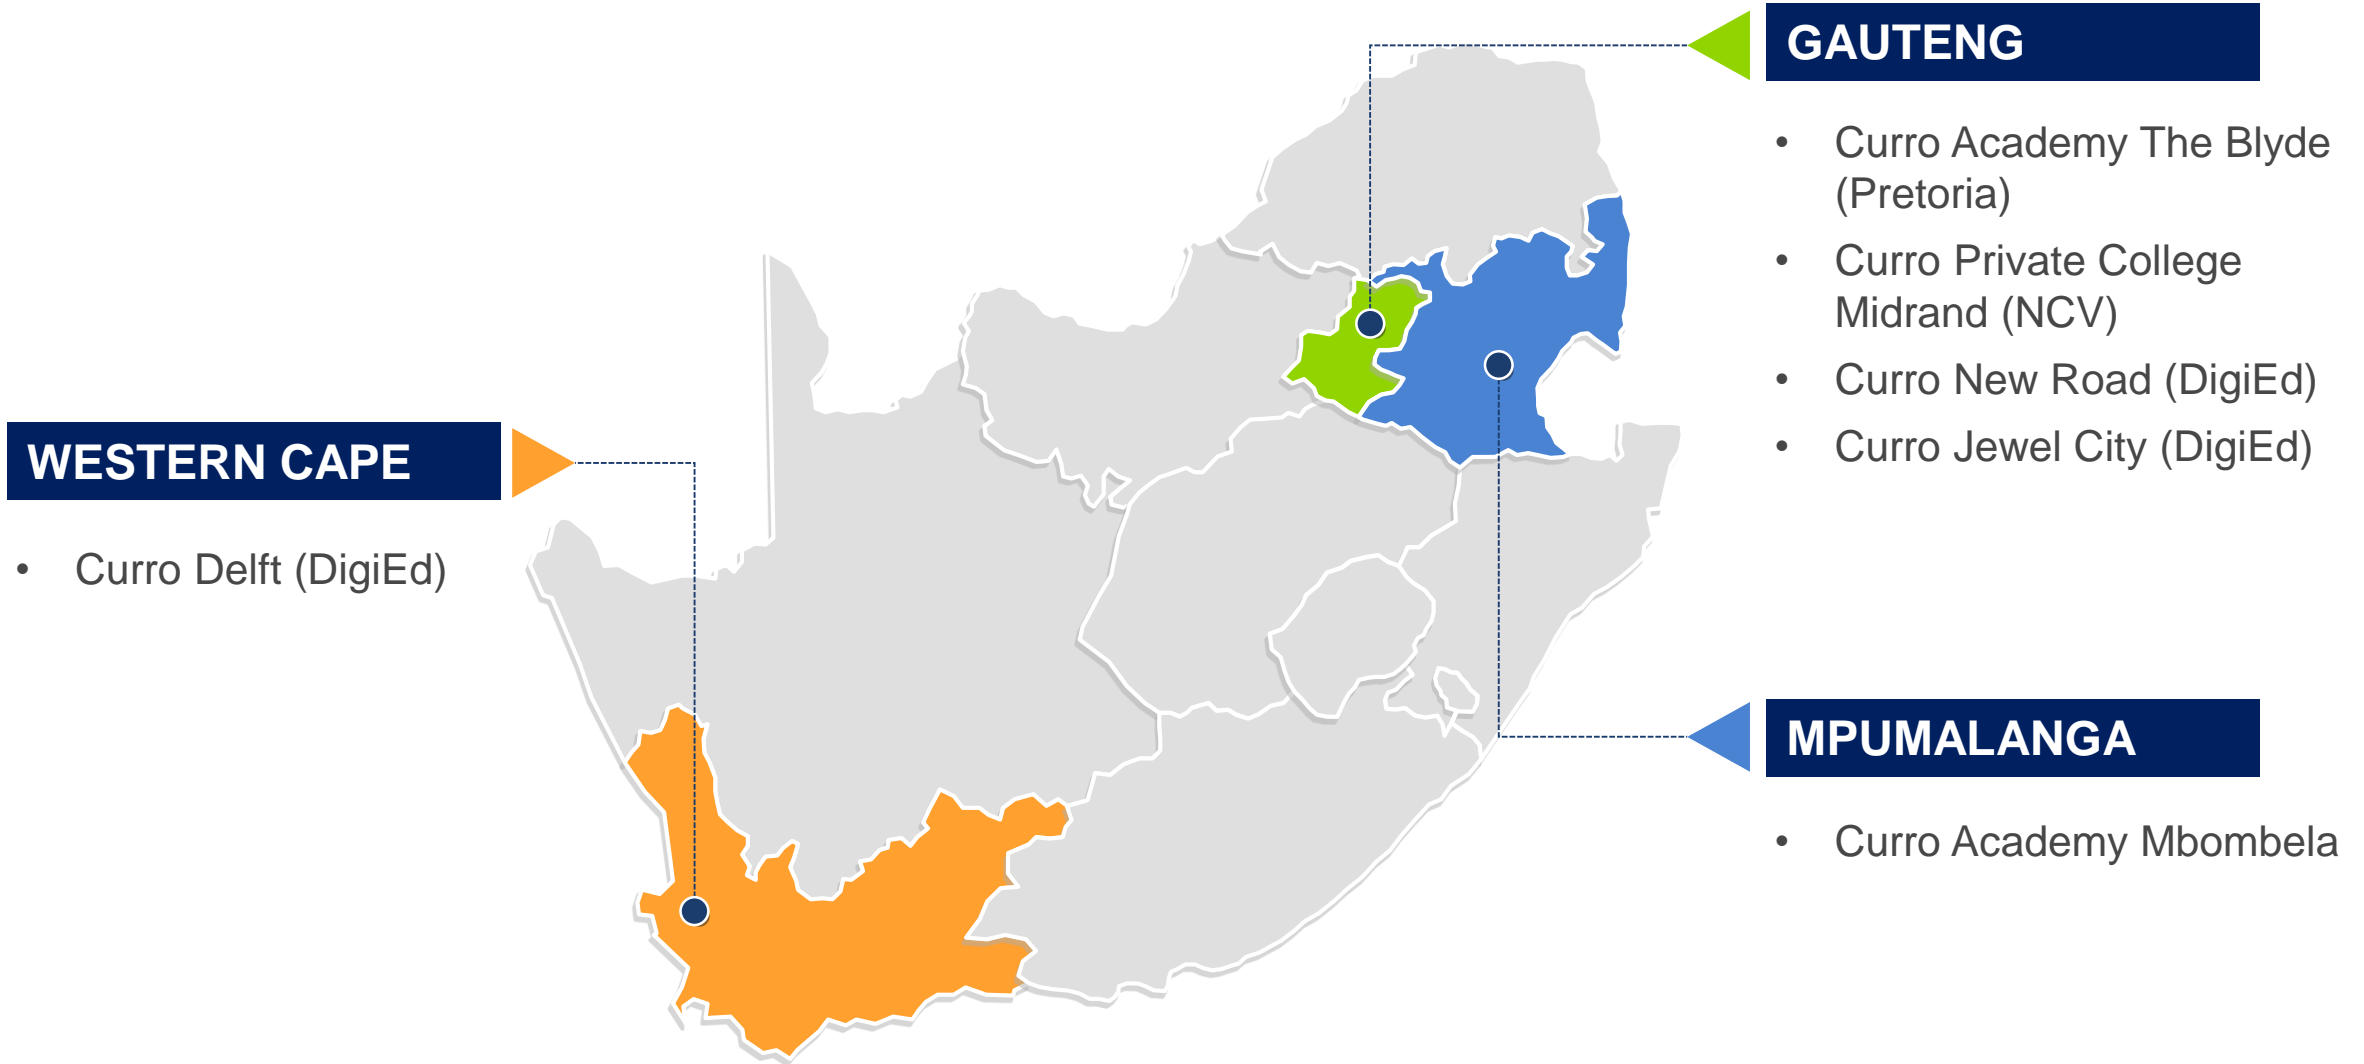 GAUTENG
• Curro Academy The Blyde
(Pretoria)
• Curro Private College
Midrand (NCV)
• Curro New Road (DigiEd)
• Curro Jewel City (DigiEd)
WESTERN CAPE
• Curro Delft (DigiEd)
MPUMALANGA
• Curro Academy Mbombela